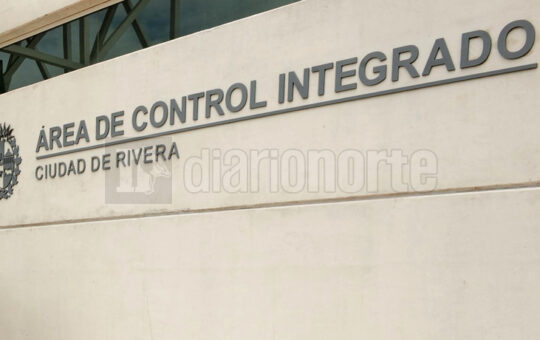 ÁREA DE CONTROL INTEGRADO
CIUDAD DE RIVERA
diarionorte